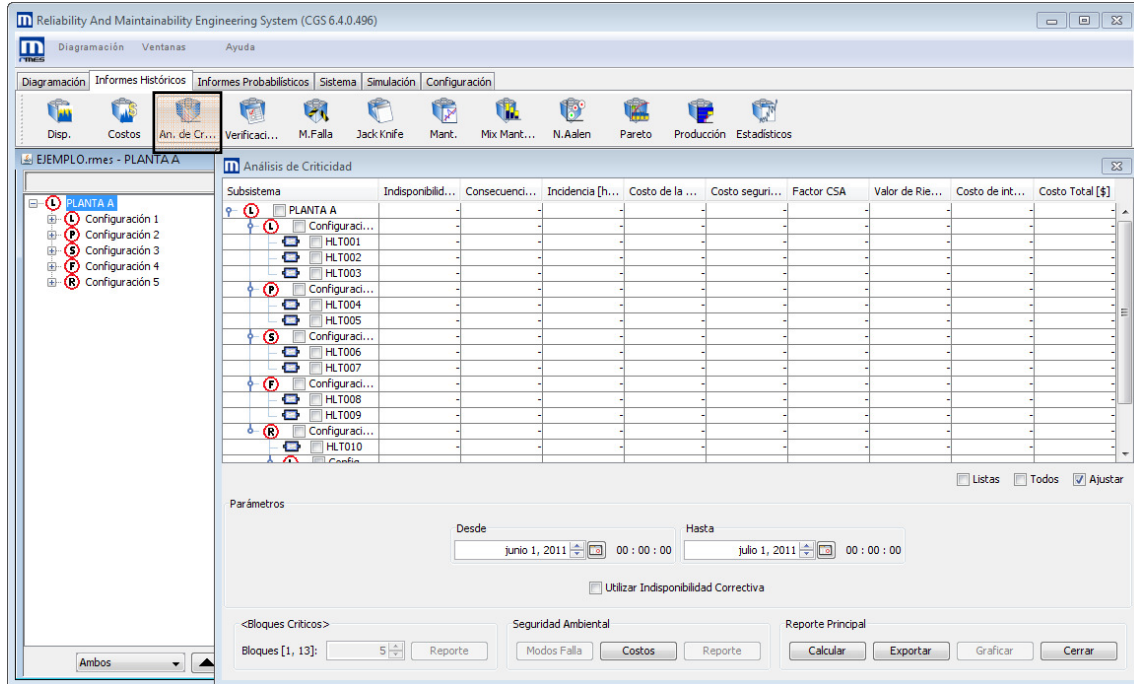 Reliability And Maintainability Engineering System (CGS 6.4.0.496)
rmes Diagramación Ventanas Ayuda
Diagramación Informes Históricos Informes Probabilísticos Sistema Simulación Configuración
Disp. Costos An. de Cr... Verificaci... M.Falla Jack Knife Mant. Mix Mant... N.Aalen Pareto Producción Estadísticos
EJEMPLO.rmes - PLANTA A
L PLANTA A
L Configuración 1
P Configuración 2
S Configuración 3
F Configuración 4
R Configuración 5
Ambos
Análisis de Criticidad
Subsistema Indisponibilid... Consecuenci... Incidencia [h... Costo de la ... Costo seguri... Factor CSA Valor de Rie... Costo de int... Costo Total [$]
L PLANTA A - - - - - - - - -
L Configuraci... - - - - - - - - -
HLT001 - - - - - - - - -
HLT002 - - - - - - - - -
HLT003 - - - - - - - - -
P Configuraci... - - - - - - - - -
HLT004 - - - - - - - - -
HLT005 - - - - - - - - -
S Configuraci... - - - - - - - - -
HLT006 - - - - - - - - -
HLT007 - - - - - - - - -
F Configuraci... - - - - - - - - -
HLT008 - - - - - - - - -
HLT009 - - - - - - - - -
R Configuraci... - - - - - - - - -
HLT010 - - - - - - - - -
Listas Todos Ajustar
Parámetros
Desde Hasta
junio 1, 2011 00 : 00 : 00 julio 1, 2011 00 : 00 : 00
Utilizar Indisponibilidad Correctiva
<Bloques Criticos> Seguridad Ambiental Reporte Principal
Bloques [1, 13]: 5 Reporte Modos Falla Costos Reporte Calcular Exportar Graficar Cerrar